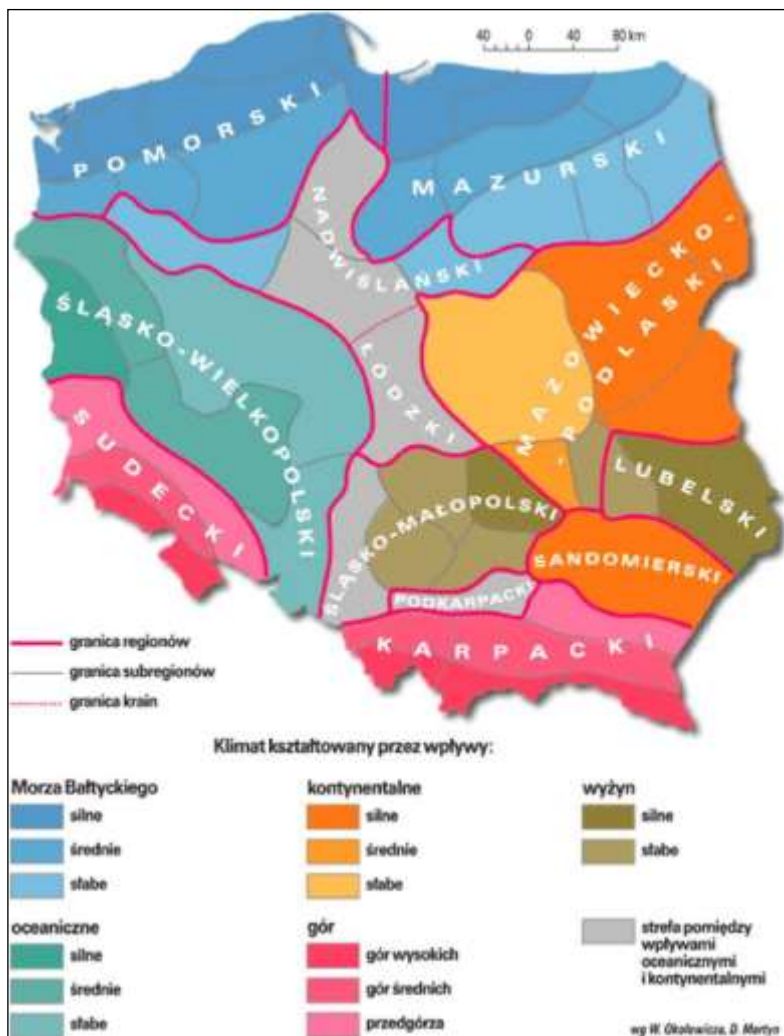 40 0 40 80 km
POMORSKI
MAZURSKI
NADWIŚLAŃSKI
MAZOWIECKO-
-PODLASKI
ŚLĄSKO-WIELKOPOLSKI
ŁÓDZKI
SUDECKI
LUBELSKI
ŚLĄSKO-MAŁOPOLSKI
SANDOMIERSKI
PODKARPACKI
KARPACKI
granica regionów
granica subregionów
granica krain
Klimat kształtowany przez wpływy:
Morza Bałtyckiego
silne
średnie
słabe
kontynentalne
silne
średnie
słabe
wyżyn
silne
słabe
oceaniczne
silne
średnie
słabe
gór
gór wysokich
gór średnich
przedgórza
strefa pomiędzy
wpływami
oceanicznymi
i kontynentalnymi
wg W. Okołowicza, D. Martyn